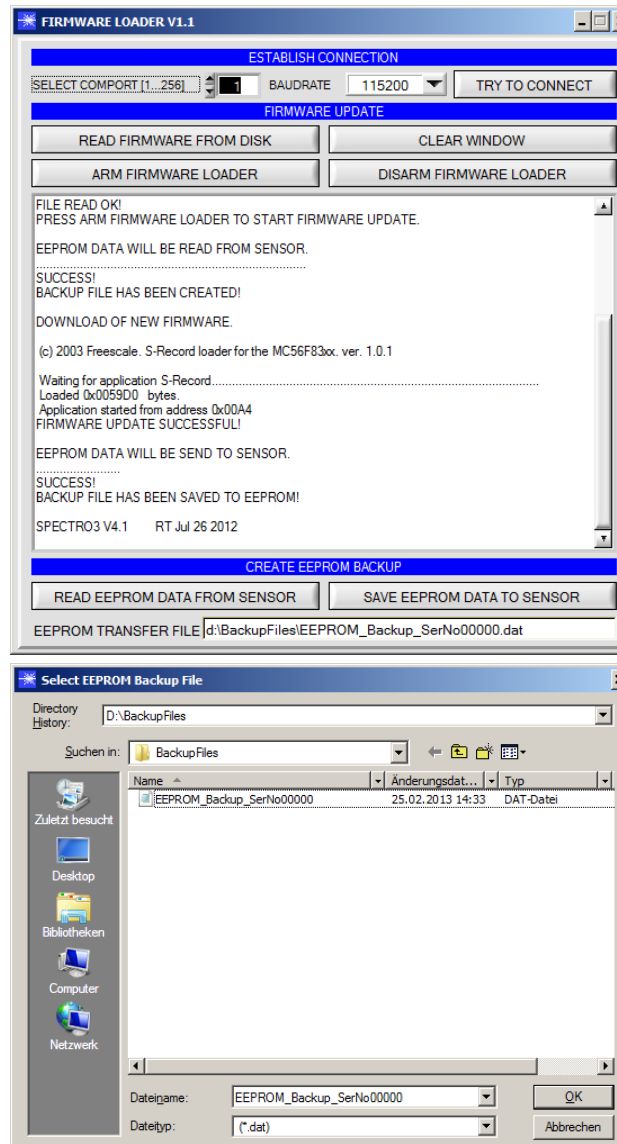 FIRMWARE LOADER V1.1
ESTABLISH CONNECTION
SELECT COMPORT [1...256] 1 BAUDRATE 115200 TRY TO CONNECT
FIRMWARE UPDATE
READ FIRMWARE FROM DISK CLEAR WINDOW
ARM FIRMWARE LOADER DISARM FIRMWARE LOADER
FILE READ OK!
PRESS ARM FIRMWARE LOADER TO START FIRMWARE UPDATE.
EEPROM DATA WILL BE READ FROM SENSOR.
..................................................................
SUCCESS!
BACKUP FILE HAS BEEN CREATED!
DOWNLOAD OF NEW FIRMWARE.
(c) 2003 Freescale. S-Record loader for the MC56F83xx. ver. 1.0.1
Waiting for application S-Record...............................................................................
Loaded 0x0059D0 bytes.
Application started from address 0x00A4
FIRMWARE UPDATE SUCCESSFUL!
EEPROM DATA WILL BE SEND TO SENSOR.
....................
SUCCESS!
BACKUP FILE HAS BEEN SAVED TO EEPROM!
SPECTRO3 V4.1 RT Jul 26 2012
CREATE EEPROM BACKUP
READ EEPROM DATA FROM SENSOR SAVE EEPROM DATA TO SENSOR
EEPROM TRANSFER FILE d:\BackupFiles\EEPROM_Backup_SerNo00000.dat
Select EEPROM Backup File
Directory History: D:\BackupFiles
Suchen in: BackupFiles
Name Änderungsdat... Typ
EEPROM_Backup_SerNo00000 25.02.2013 14:33 DAT-Datei
Zuletzt besucht
Desktop
Bibliotheken
Computer
Netzwerk
Dateiname: EEPROM_Backup_SerNo00000 OK
Dateityp: (*.dat) Abbrechen